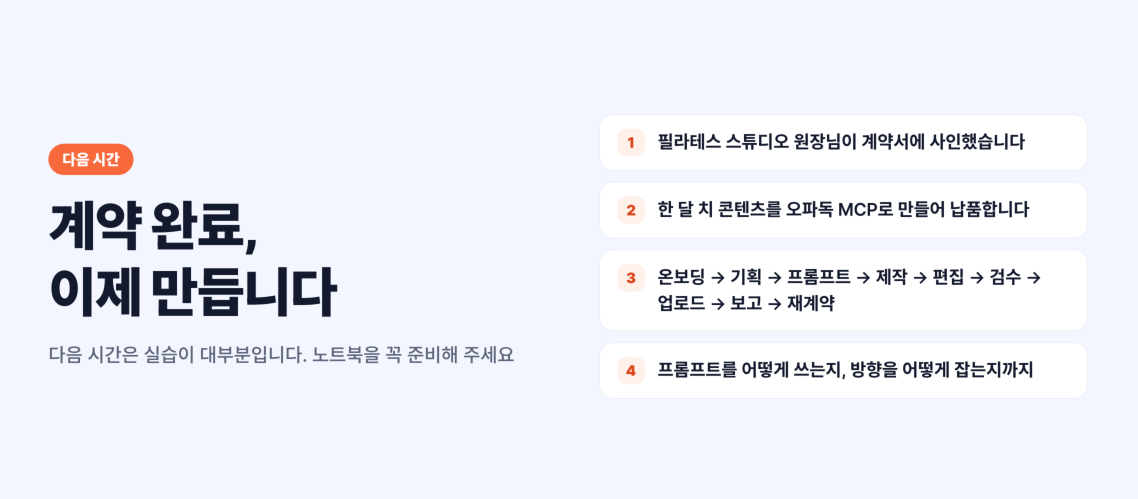 다음 시간
계약 완료,
이제 만듭니다
다음 시간은 실습이 대부분입니다. 노트북을 꼭 준비해 주세요
1 필라테스 스튜디오 원장님이 계약서에 사인했습니다
2 한 달 치 콘텐츠를 오파독 MCP로 만들어 납품합니다
3 온보딩 → 기획 → 프롬프트 → 제작 → 편집 → 검수 →
업로드 → 보고 → 재계약
4 프롬프트를 어떻게 쓰는지, 방향을 어떻게 잡는지까지